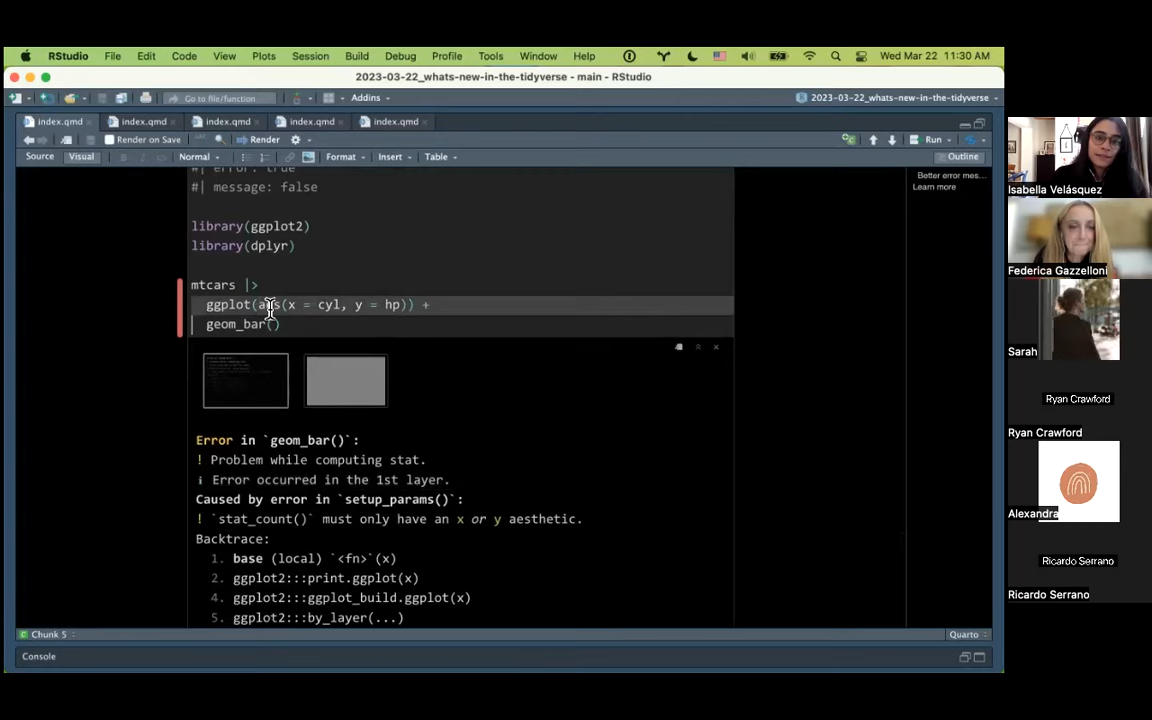 RStudio File Edit Code View Plots Session Build Debug Profile Tools Window Help Wed Mar 22 11:30 AM
2023-03-22_whats-new-in-the-tidyverse - main - RStudio
Go to file/function Addins 2023-03-22_whats-new-in-the-tidyverse
index.qmd index.qmd index.qmd index.qmd index.qmd
Render on Save Render Run
Source Visual B I Normal Format Insert Table Outline
#| error: true
#| message: false
library(ggplot2)
library(dplyr)
mtcars |>
ggplot(aes(x = cyl, y = hp)) +
geom_bar()
Error in `geom_bar()`:
! Problem while computing stat.
i Error occurred in the 1st layer.
Caused by error in `setup_params()`:
! `stat_count()` must only have an x or y aesthetic.
Backtrace:
1. base (local) `<fn>`(x)
2. ggplot2:::print.ggplot(x)
4. ggplot2:::ggplot_build.ggplot(x)
5. ggplot2:::by_layer(...)
Better error mes...
Learn more
Chunk 5 Quarto
Console
Isabella Velásquez
Federica Gazzelloni
Sarah
Ryan Crawford
Ryan Crawford
Alexandra
Ricardo Serrano
Ricardo Serrano